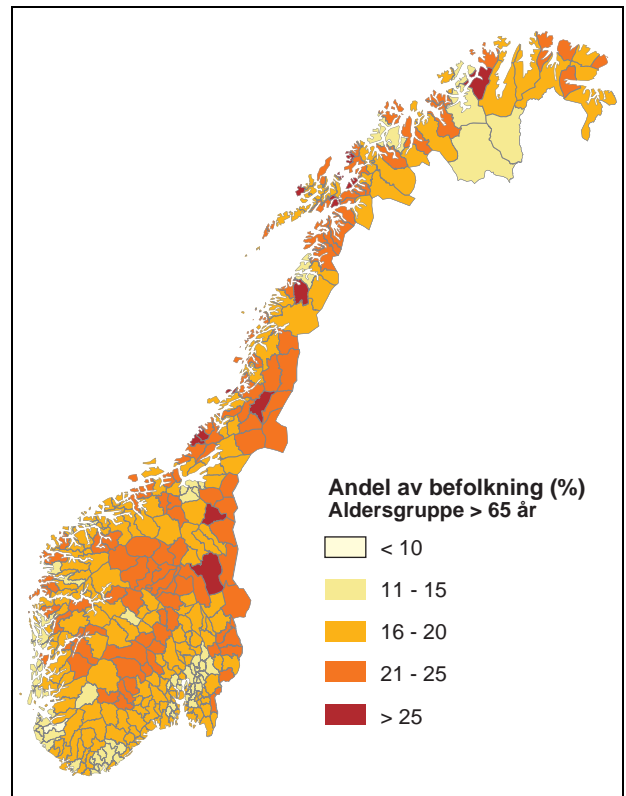 Andel av befolkning (%)
Aldersgruppe > 65 år
< 10
11 - 15
16 - 20
21 - 25
> 25